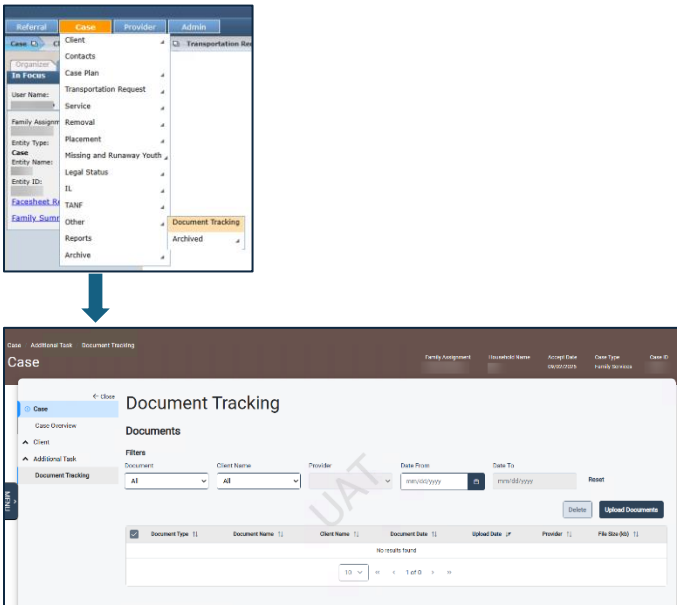 Referral Case Provider Admin
Case Transportation Re
Organizer
In Focus
User Name:
Family Assignm
Entity Type:
Case
Entity Name:
Entity ID:
Facesheet Re
Family Summ
Client
Contacts
Case Plan
Transportation Request
Service
Removal
Placement
Missing and Runaway Youth
Legal Status
IL
TANF
Other
Reports
Archive
Document Tracking
Archived
Case Additional Task Document Tracking
Case
Family Assignment Household Name Accept Date Case Type Case ID
09/02/2025 Family Services
← Close
Case
Case Overview
Client
Additional Task
Document Tracking
MENU
Document Tracking
Documents
Filters
Document Client Name Provider Date From Date To
All All mm/dd/yyyy mm/dd/yyyy Reset
Delete Upload Documents
Document Type Document Name Client Name Document Date Upload Date Provider File Size (kb)
No results found
10 « ‹ 1 of 0 › »
UAT